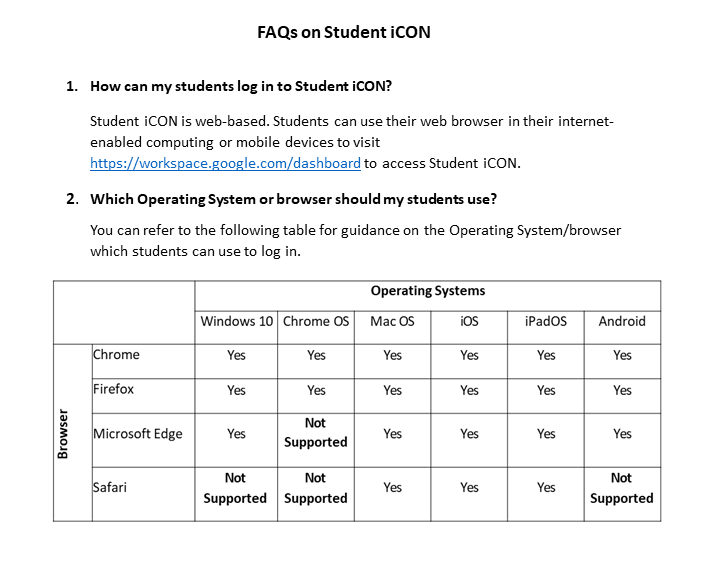 FAQs on Student iCON
1. How can my students log in to Student iCON?
Student iCON is web-based. Students can use their web browser in their internet-
enabled computing or mobile devices to visit
https://workspace.google.com/dashboard to access Student iCON.
2. Which Operating System or browser should my students use?
You can refer to the following table for guidance on the Operating System/browser
which students can use to log in.
Operating Systems
Windows 10 Chrome OS Mac OS iOS iPadOS Android
Browser
Chrome Yes Yes Yes Yes Yes Yes
Firefox Yes Yes Yes Yes Yes Yes
Microsoft Edge Yes Not Supported Yes Yes Yes Yes
Safari Not Supported Not Supported Yes Yes Yes Not Supported